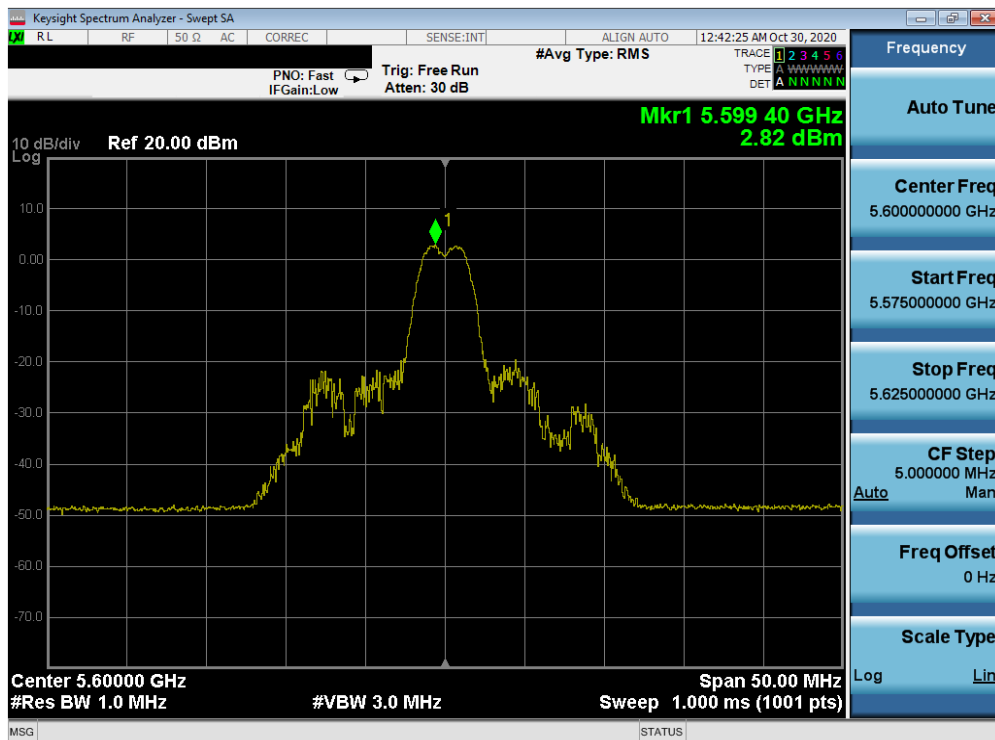 Keysight Spectrum Analyzer - Swept SA
LXI RL RF 50 Ω AC CORREC SENSE:INT ALIGN AUTO 12:42:25 AM Oct 30, 2020
#Avg Type: RMS
TRACE 1 2 3 4 5 6
TYPE A WWWWW
DET A N N N N N
PNO: Fast
IFGain:Low
Trig: Free Run
Atten: 30 dB
Mkr1 5.599 40 GHz
2.82 dBm
10 dB/div
Log
Ref 20.00 dBm
1
10.0
0.00
-10.0
-20.0
-30.0
-40.0
-50.0
-60.0
-70.0
Center 5.60000 GHz
Span 50.00 MHz
#Res BW 1.0 MHz
#VBW 3.0 MHz
Sweep 1.000 ms (1001 pts)
MSG
STATUS
Frequency
Auto Tune
Center Freq
5.600000000 GHz
Start Freq
5.575000000 GHz
Stop Freq
5.625000000 GHz
CF Step
5.000000 MHz
Auto Man
Freq Offset
0 Hz
Scale Type
Log Lin